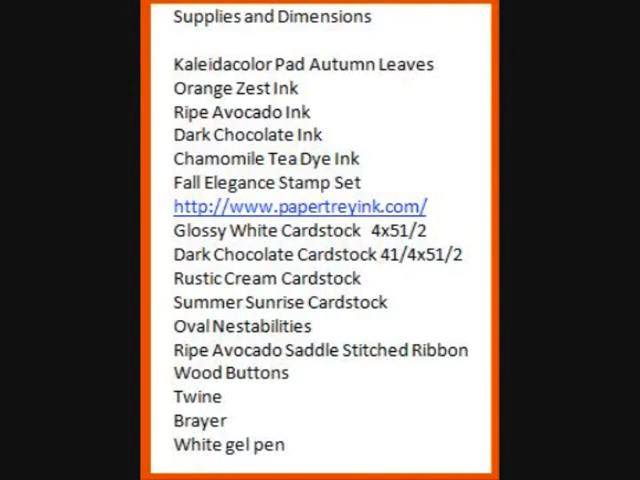 Supplies and Dimensions
Kaleidacolor Pad Autumn Leaves
Orange Zest Ink
Ripe Avocado Ink
Dark Chocolate Ink
Chamomile Tea Dye Ink
Fall Elegance Stamp Set
http://www.papertreyink.com/
Glossy White Cardstock 4x51/2
Dark Chocolate Cardstock 41/4x51/2
Rustic Cream Cardstock
Summer Sunrise Cardstock
Oval Nestabilities
Ripe Avocado Saddle Stitched Ribbon
Wood Buttons
Twine
Brayer
White gel pen